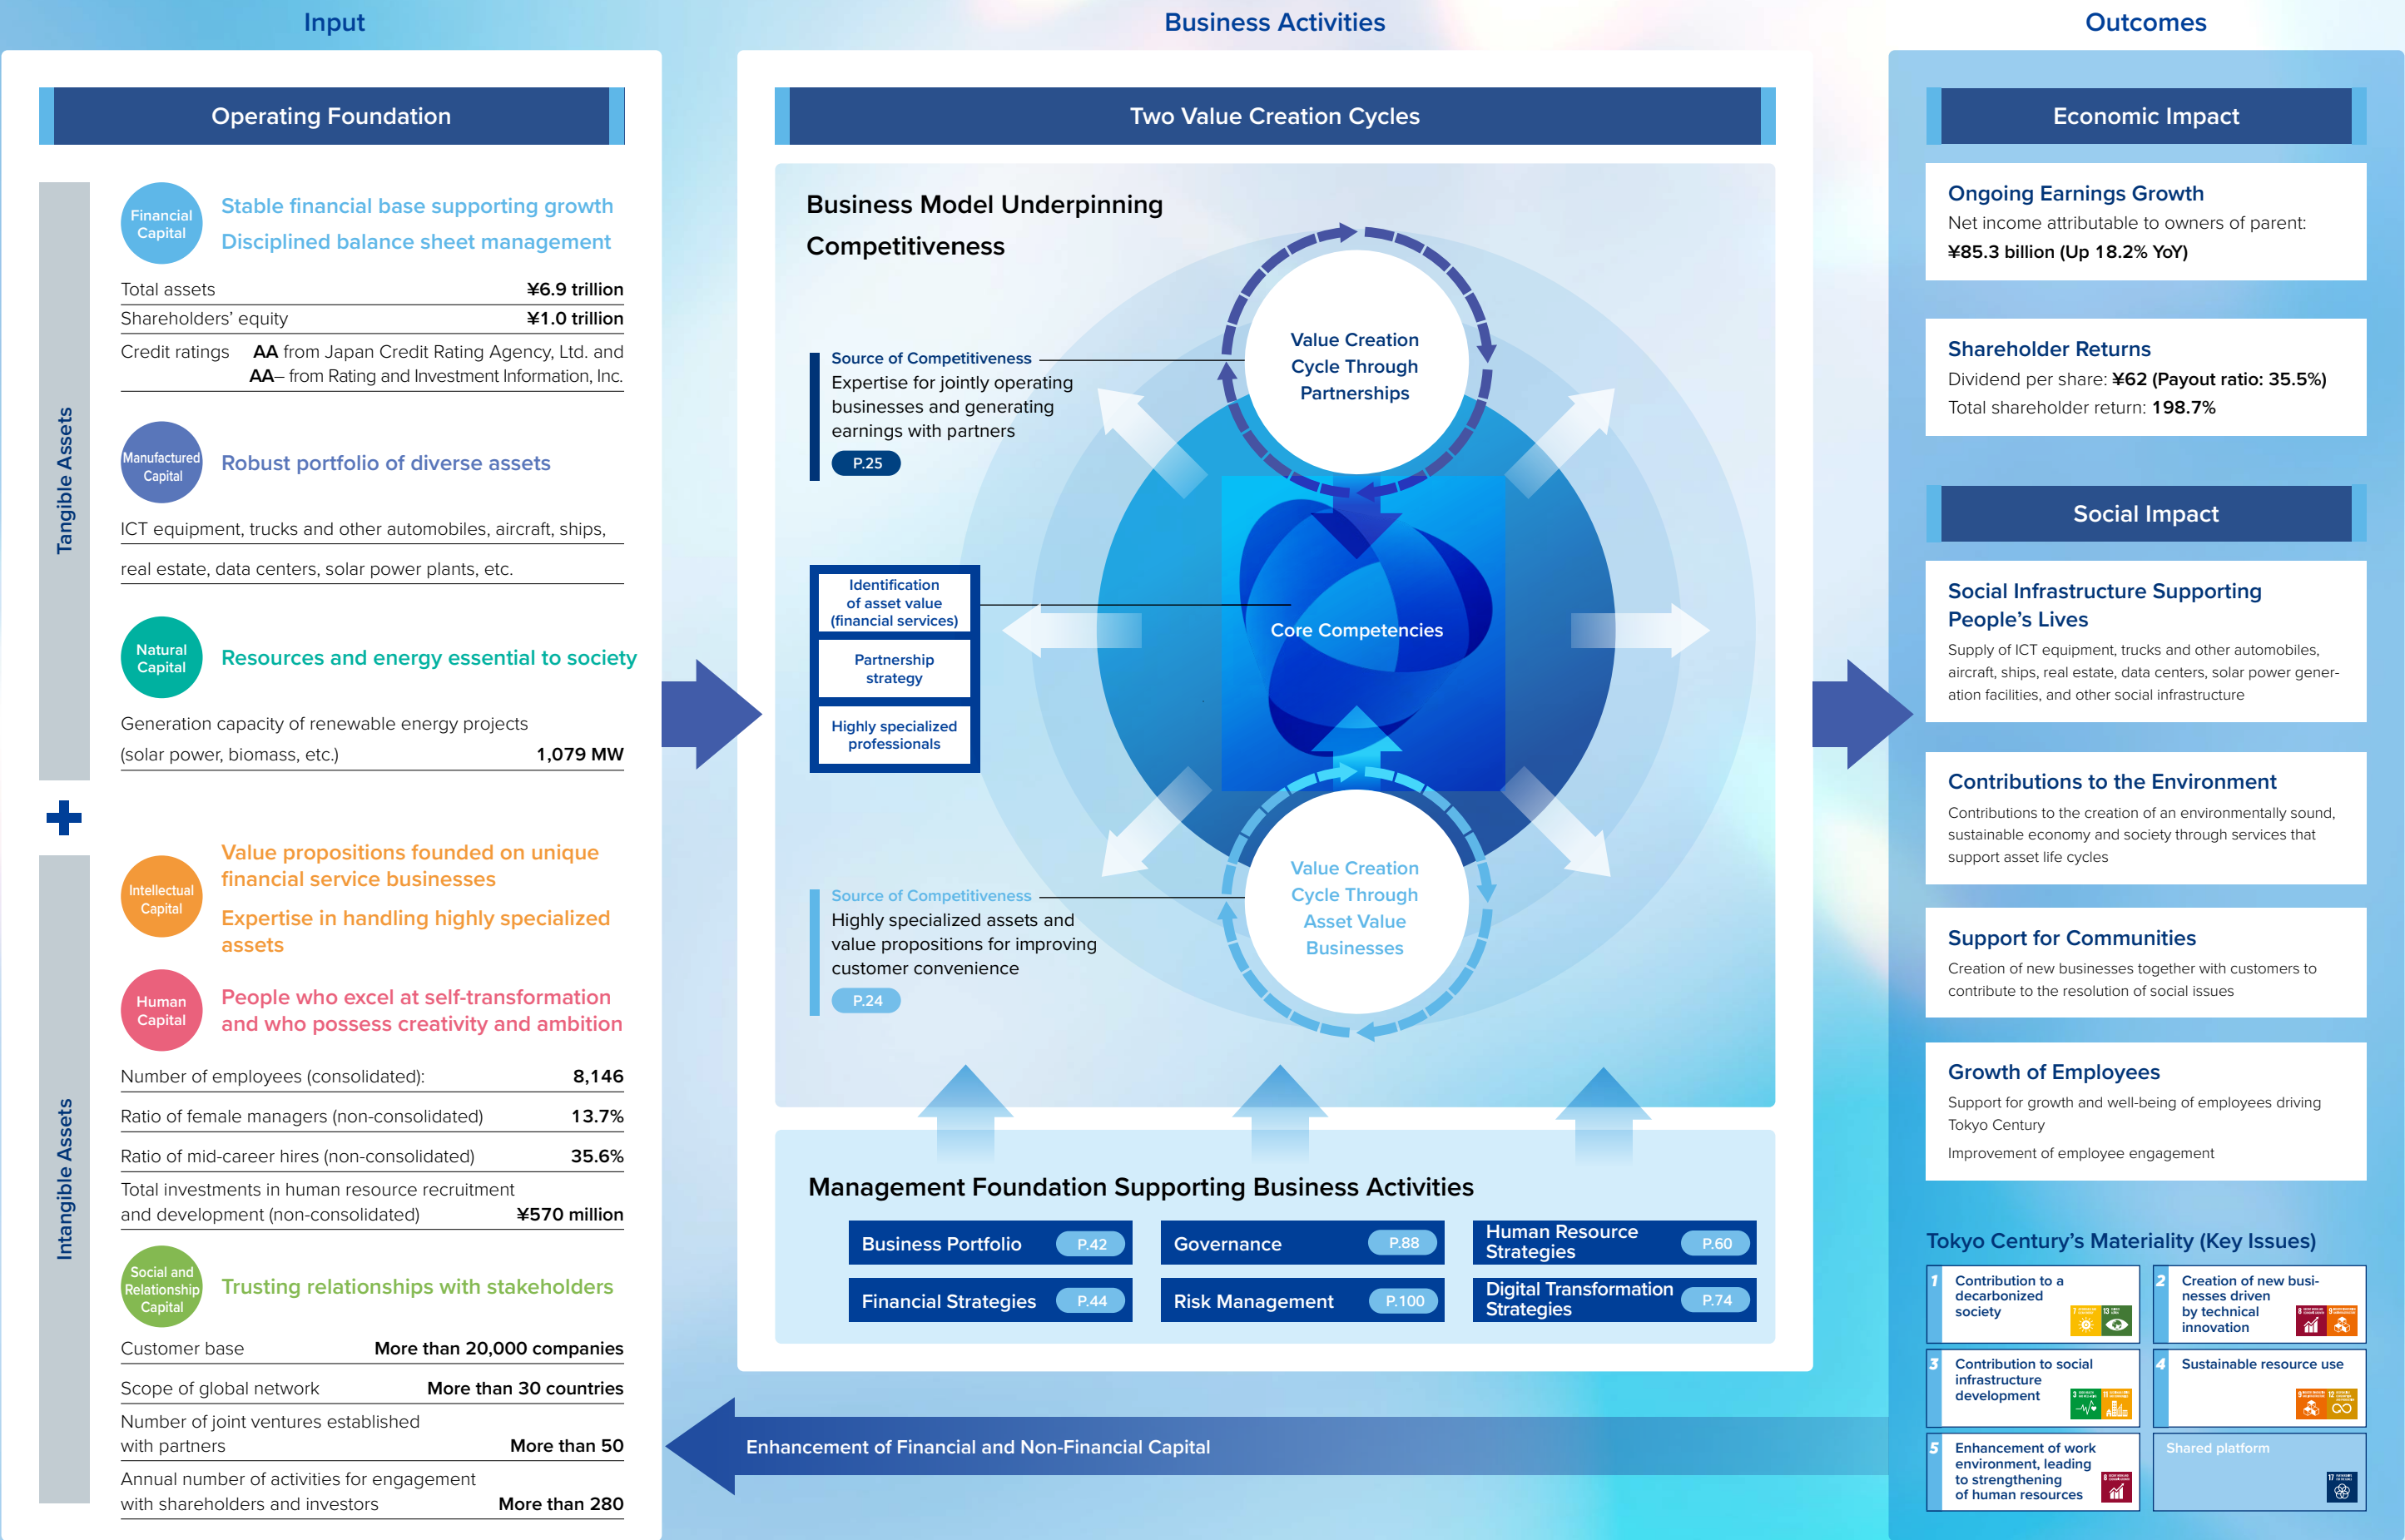 Input
Operating Foundation
Tangible Assets
Financial
Capital
Stable financial base supporting growth
Disciplined balance sheet management
Total assets ¥6.9 trillion
Shareholders' equity ¥1.0 trillion
Credit ratings AA from Japan Credit Rating Agency, Ltd. and
AA– from Rating and Investment Information, Inc.
Manufactured
Capital
Robust portfolio of diverse assets
ICT equipment, trucks and other automobiles, aircraft, ships,
real estate, data centers, solar power plants, etc.
Natural
Capital
Resources and energy essential to society
Generation capacity of renewable energy projects
(solar power, biomass, etc.) 1,079 MW
Intangible Assets
Intellectual
Capital
Value propositions founded on unique
financial service businesses
Expertise in handling highly specialized
assets
Human
Capital
People who excel at self-transformation
and who possess creativity and ambition
Number of employees (consolidated): 8,146
Ratio of female managers (non-consolidated) 13.7%
Ratio of mid-career hires (non-consolidated) 35.6%
Total investments in human resource recruitment
and development (non-consolidated) ¥570 million
Social and
Relationship
Capital
Trusting relationships with stakeholders
Customer base More than 20,000 companies
Scope of global network More than 30 countries
Number of joint ventures established
with partners More than 50
Annual number of activities for engagement
with shareholders and investors More than 280
Business Activities
Two Value Creation Cycles
Business Model Underpinning
Competitiveness
Value Creation
Cycle Through
Partnerships
Source of Competitiveness
Expertise for jointly operating
businesses and generating
earnings with partners
P.25
Identification
of asset value
(financial services)
Partnership
strategy
Highly specialized
professionals
Core Competencies
Source of Competitiveness
Highly specialized assets and
value propositions for improving
customer convenience
P.24
Value Creation
Cycle Through
Asset Value
Businesses
Management Foundation Supporting Business Activities
Business Portfolio P.42
Governance P.88
Human Resource
Strategies P.60
Financial Strategies P.44
Risk Management P.100
Digital Transformation
Strategies P.74
Enhancement of Financial and Non-Financial Capital
Outcomes
Economic Impact
Ongoing Earnings Growth
Net income attributable to owners of parent:
¥85.3 billion (Up 18.2% YoY)
Shareholder Returns
Dividend per share: ¥62 (Payout ratio: 35.5%)
Total shareholder return: 198.7%
Social Impact
Social Infrastructure Supporting
People's Lives
Supply of ICT equipment, trucks and other automobiles,
aircraft, ships, real estate, data centers, solar power gener-
ation facilities, and other social infrastructure
Contributions to the Environment
Contributions to the creation of an environmentally sound,
sustainable economy and society through services that
support asset life cycles
Support for Communities
Creation of new businesses together with customers to
contribute to the resolution of social issues
Growth of Employees
Support for growth and well-being of employees driving
Tokyo Century
Improvement of employee engagement
Tokyo Century's Materiality (Key Issues)
1 Contribution to a
decarbonized
society
7 13
2 Creation of new busi-
nesses driven
by technical
innovation
8 9
3 Contribution to social
infrastructure
development
3 11
4 Sustainable resource use
9 12
5 Enhancement of work
environment, leading
to strengthening
of human resources
8
Shared platform
17